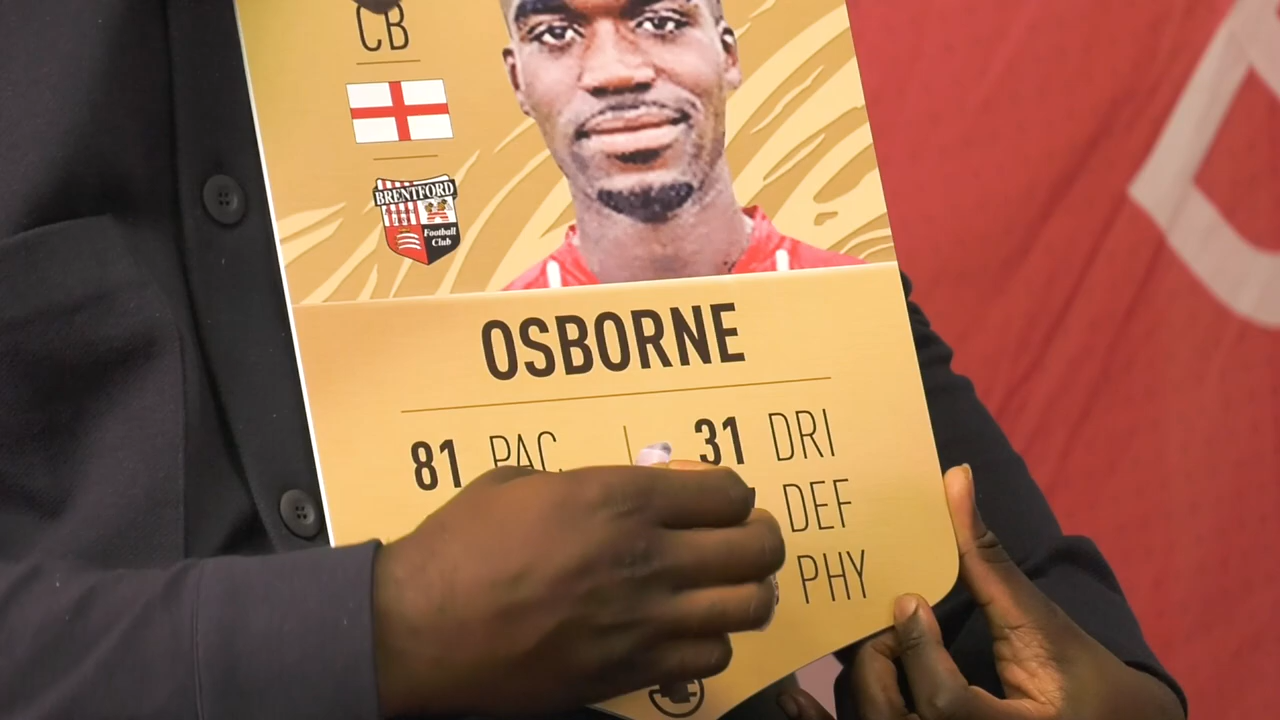 CB
BRENTFORD
Football
Club
OSBORNE
81 PAC 31 DRI
DEF
PHY